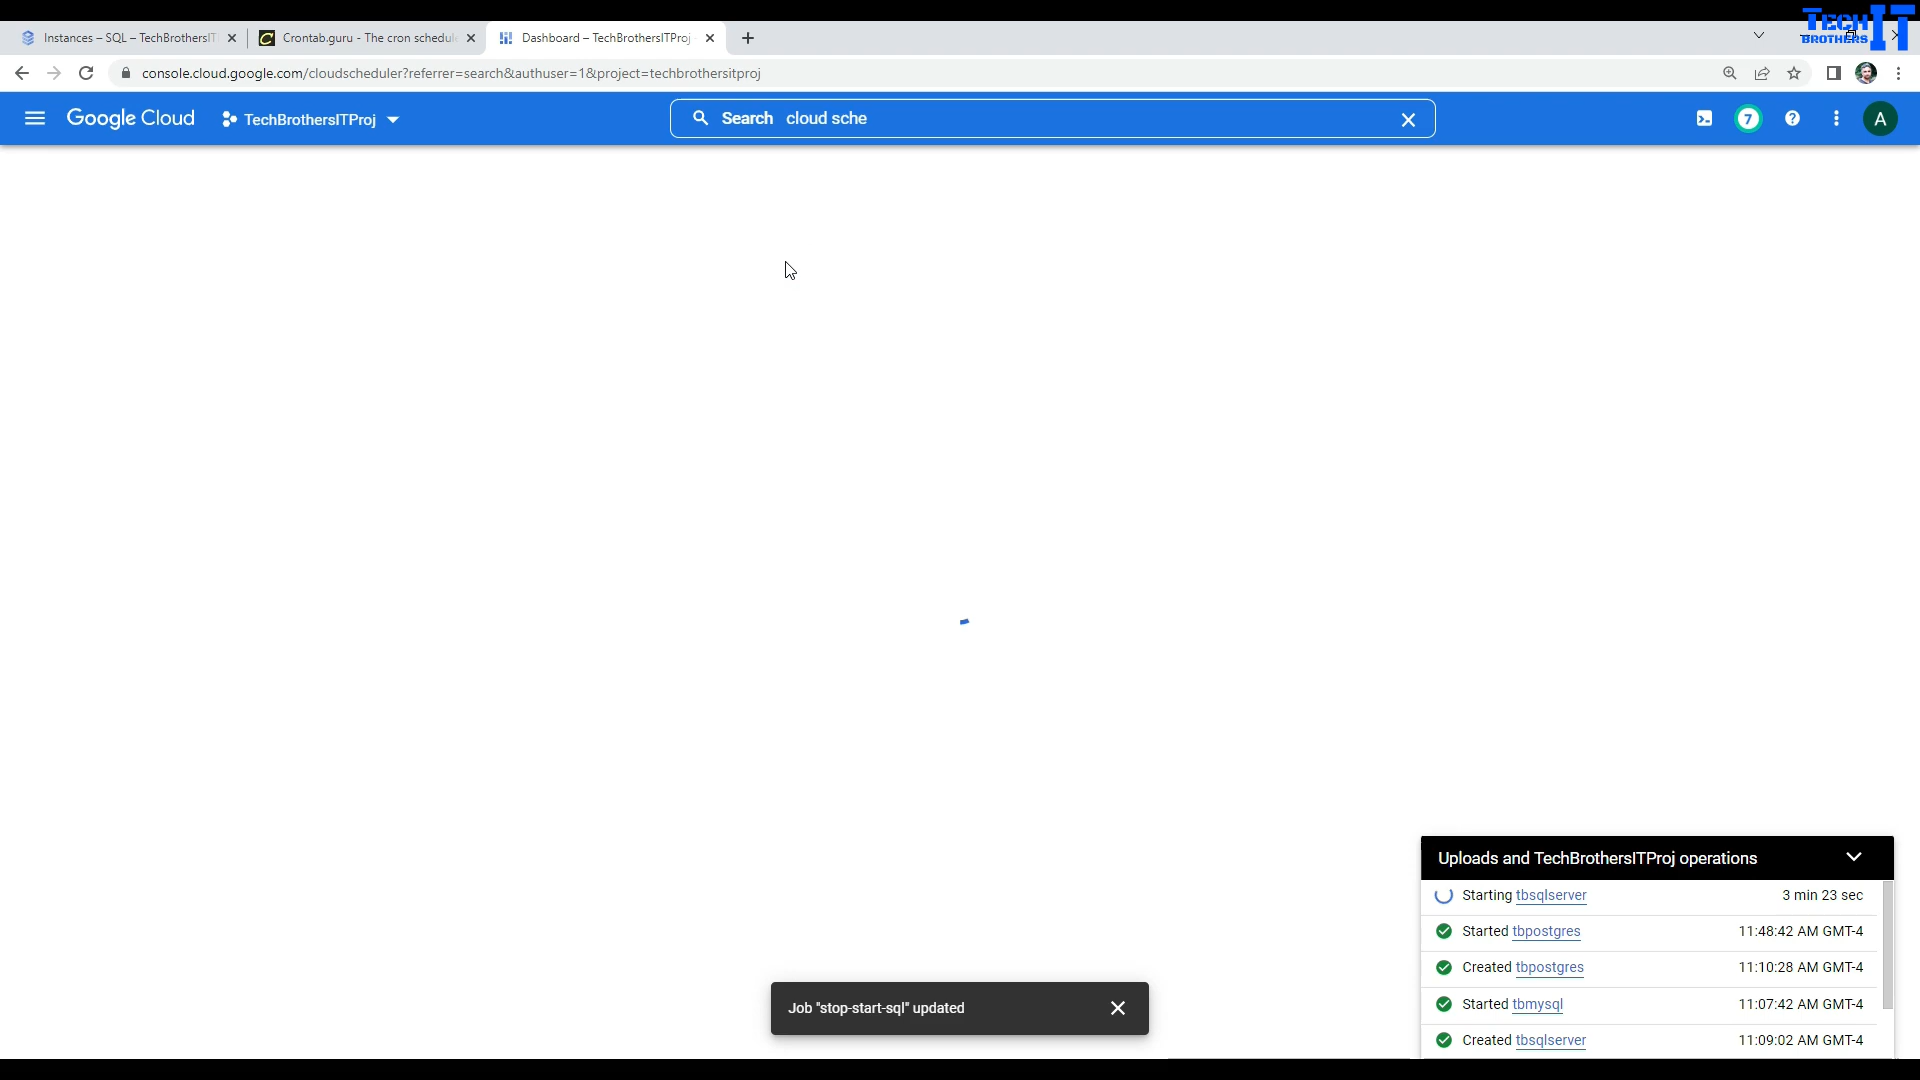 TECH IT
BROTHERS
Instances – SQL – TechBrothersIT
Crontab.guru - The cron schedule
Dashboard – TechBrothersITProj
console.cloud.google.com/cloudscheduler?referrer=search&authuser=1&project=techbrothersitproj
Google Cloud
TechBrothersITProj
Search cloud sche
7
A
Uploads and TechBrothersITProj operations
Starting tbsqlserver 3 min 23 sec
Started tbpostgres 11:48:42 AM GMT-4
Created tbpostgres 11:10:28 AM GMT-4
Started tbmysql 11:07:42 AM GMT-4
Created tbsqlserver 11:09:02 AM GMT-4
Job "stop-start-sql" updated